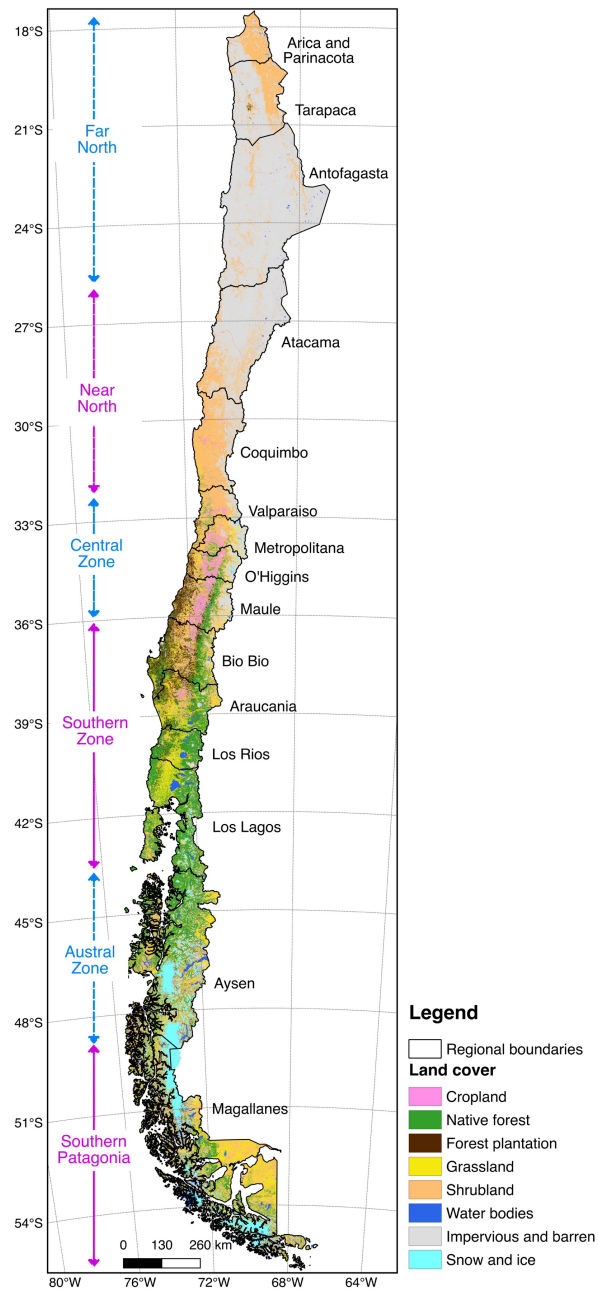 18°S
21°S
24°S
27°S
30°S
33°S
36°S
39°S
42°S
45°S
48°S
51°S
54°S
Far
North
Near
North
Central
Zone
Southern
Zone
Austral
Zone
Southern
Patagonia
Arica and
Parinacota
Tarapaca
Antofagasta
Atacama
Coquimbo
Valparaiso
Metropolitana
O'Higgins
Maule
Bio Bio
Araucania
Los Rios
Los Lagos
Aysen
Magallanes
0 130 260 km
80°W 76°W 72°W 68°W 64°W
Legend
Regional boundaries
Land cover
Cropland
Native forest
Forest plantation
Grassland
Shrubland
Water bodies
Impervious and barren
Snow and ice